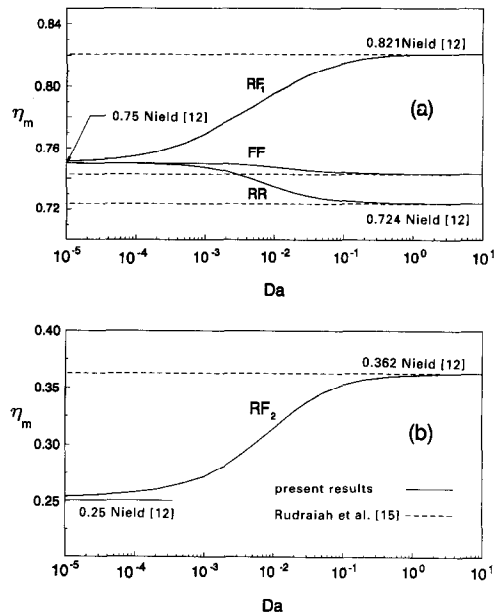 0.84
0.821Nield [12]
RF1
(a)
0.80
ηm
0.75 Nield [12]
0.76
FF
RR
0.72
0.724 Nield [12]
10-5 10-4 10-3 10-2 10-1 100 101
Da
0.40
0.362 Nield [12]
0.35
RF2
(b)
ηm
0.30
present results
0.25
0.25 Nield [12]
Rudraiah et al. [15]
0.20
10-5 10-4 10-3 10-2 10-1 100 101
Da